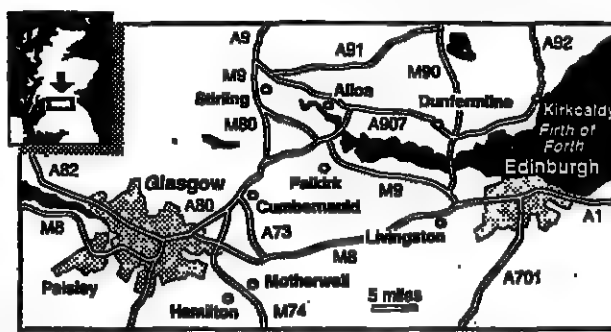 A9
A91
A92
M9
M90
Stirling
Alloa
Dunfermline
Kirkcaldy
M80
A907
Firth of
Forth
Edinburgh
A82
Glasgow
Falkirk
M9
A80
Cumbernauld
A1
M8
A73
Livingston
M8
Paisley
Motherwell
A701
Hamilton
M74
5 miles